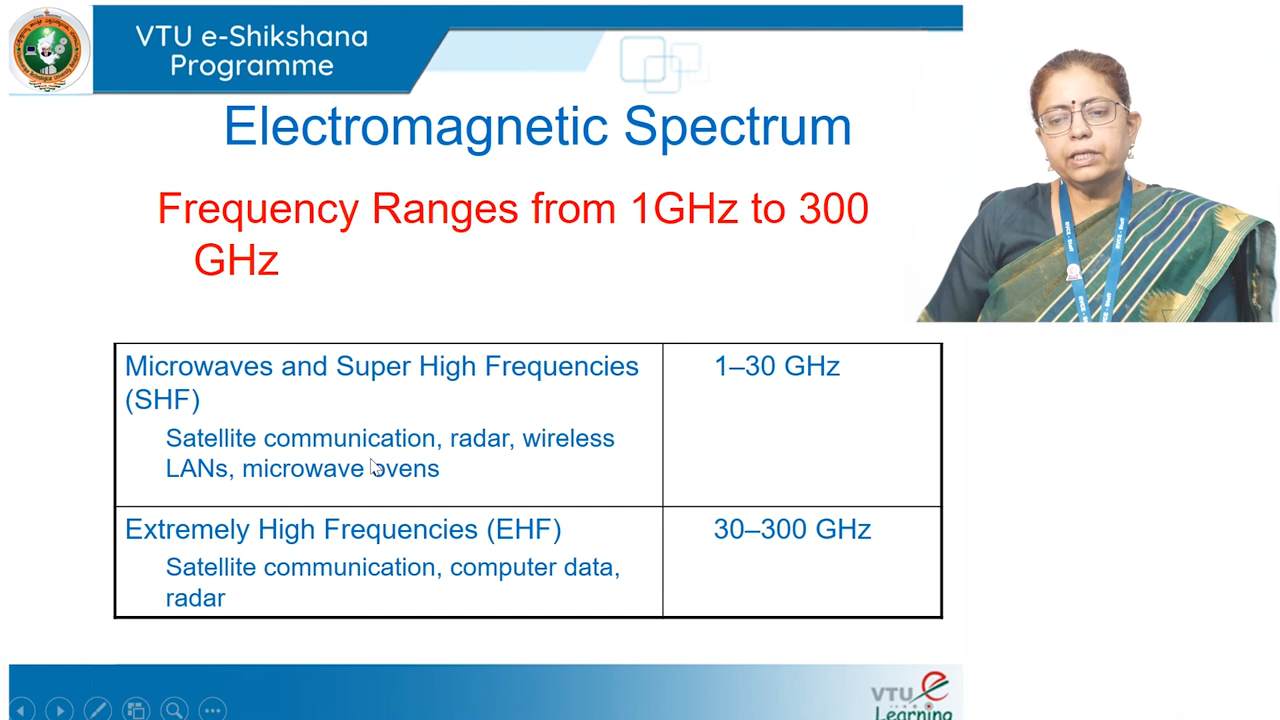 VTU e-Shikshana
Programme
Electromagnetic Spectrum
Frequency Ranges from 1GHz to 300
GHz
Microwaves and Super High Frequencies
(SHF)
1–30 GHz
Satellite communication, radar, wireless
LANs, microwave ovens
Extremely High Frequencies (EHF)
30–300 GHz
Satellite communication, computer data,
radar
VTU
Learning